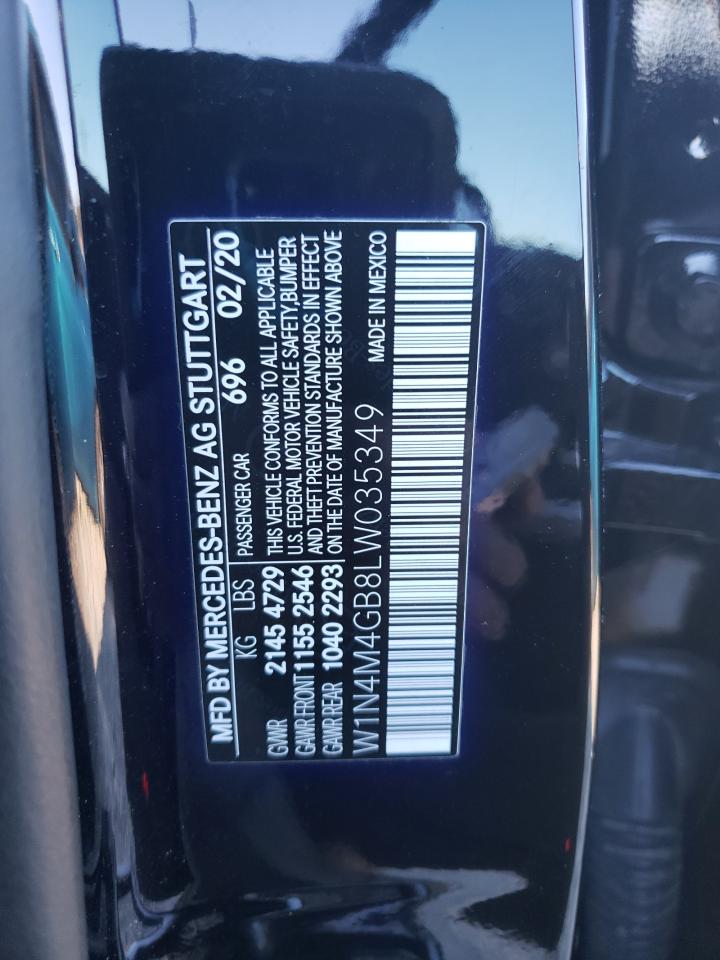 MFD BY MERCEDES-BENZ AG STUTTGART
KG LBS 696 02/20
PASSENGER CAR
GVWR 2145 4729 THIS VEHICLE CONFORMS TO ALL APPLICABLE
GAWR FRONT 1155 2546 U.S. FEDERAL MOTOR VEHICLE SAFETY,BUMPER
AND THEFT PREVENTION STANDARDS IN EFFECT
GAWR REAR 1040 2293 ON THE DATE OF MANUFACTURE SHOWN ABOVE
W1N4M4GB8LW035349 MADE IN MEXICO